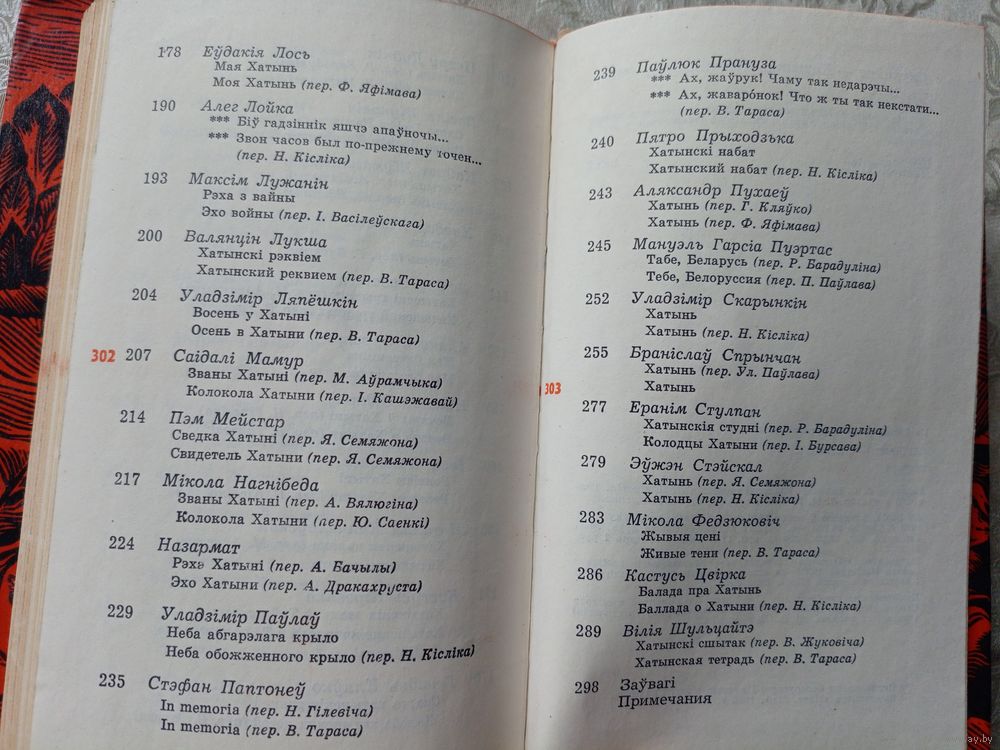 178 Еўдакія Лось
Мая Хатынь
Моя Хатынь (пер. Ф. Яфімава)
190 Алег Лойка
*** Біў гадзіннік яшчэ апаўночы...
*** Звон часов был по-прежнему точен...
(пер. Н. Кісліка)
193 Максім Лужанін
Рэха з вайны
Эхо войны (пер. І. Васілеўскага)
200 Валянцін Лукша
Хатынскі рэквіем
Хатынский реквием (пер. В. Тараса)
204 Уладзімір Ляпёшкін
Восень у Хатыні
Осень в Хатыни (пер. В. Тараса)
302 207 Саідалі Мамур
Званы Хатыні (пер. М. Аўрамчыка)
Колокола Хатыни (пер. І. Кашэжавай)
214 Пэм Мейстар
Сведка Хатыні (пер. Я. Семяжона)
Свидетель Хатыни (пер. Я. Семяжона)
217 Мікола Нагнібеда
Званы Хатыні (пер. А. Вялюгіна)
Колокола Хатыни (пер. Ю. Саенкі)
224 Назармат
Рэха Хатыні (пер. А. Бачылы)
Эхо Хатыни (пер. А. Дракахруста)
229 Уладзімір Паўлаў
Неба абгарэлага крыло
Неба обожженного крыло (пер. Н. Кісліка)
235 Стэфан Паптонеў
In memoria (пер. Н. Гілевіча)
In memoria (пер. В. Тараса)
239 Паўлюк Прануза
*** Ах, жаўрук! Чаму так недарэчы...
*** Ах, жаваронок! Что ж ты так некстати...
(пер. В. Тараса)
240 Пятро Прыходзька
Хатынскі набат
Хатынский набат (пер. Н. Кісліка)
243 Аляксандр Пухаеў
Хатынь (пер. Г. Кляўко)
Хатынь (пер. Ф. Яфімава)
245 Мануэль Гарсіа Пуэртас
Табе, Беларусь (пер. Р. Барадуліна)
Тебе, Белоруссия (пер. П. Паўлава)
252 Уладзімір Скарынкін
Хатынь
Хатынь (пер. Н. Кісліка)
255 Браніслаў Спрынчан
Хатынь (пер. Ул. Паўлава)
Хатынь
303
277 Еранім Стулпан
Хатынскія студні (пер. Р. Барадуліна)
Колодцы Хатыни (пер. І. Бурсава)
279 Эўжэн Стэйскал
Хатынь (пер. Я. Семяжона)
Хатынь (пер. Н. Кісліка)
283 Мікола Федзюковіч
Жывыя цені
Живые тени (пер. В. Тараса)
286 Кастусь Цвірка
Балада пра Хатынь
Баллада о Хатыни (пер. Н. Кісліка)
289 Вілія Шульцайтэ
Хатынскі сшытак (пер. В. Жуковіча)
Хатынская тетрадь (пер. В. Тараса)
298 Заўвагі
Примечания